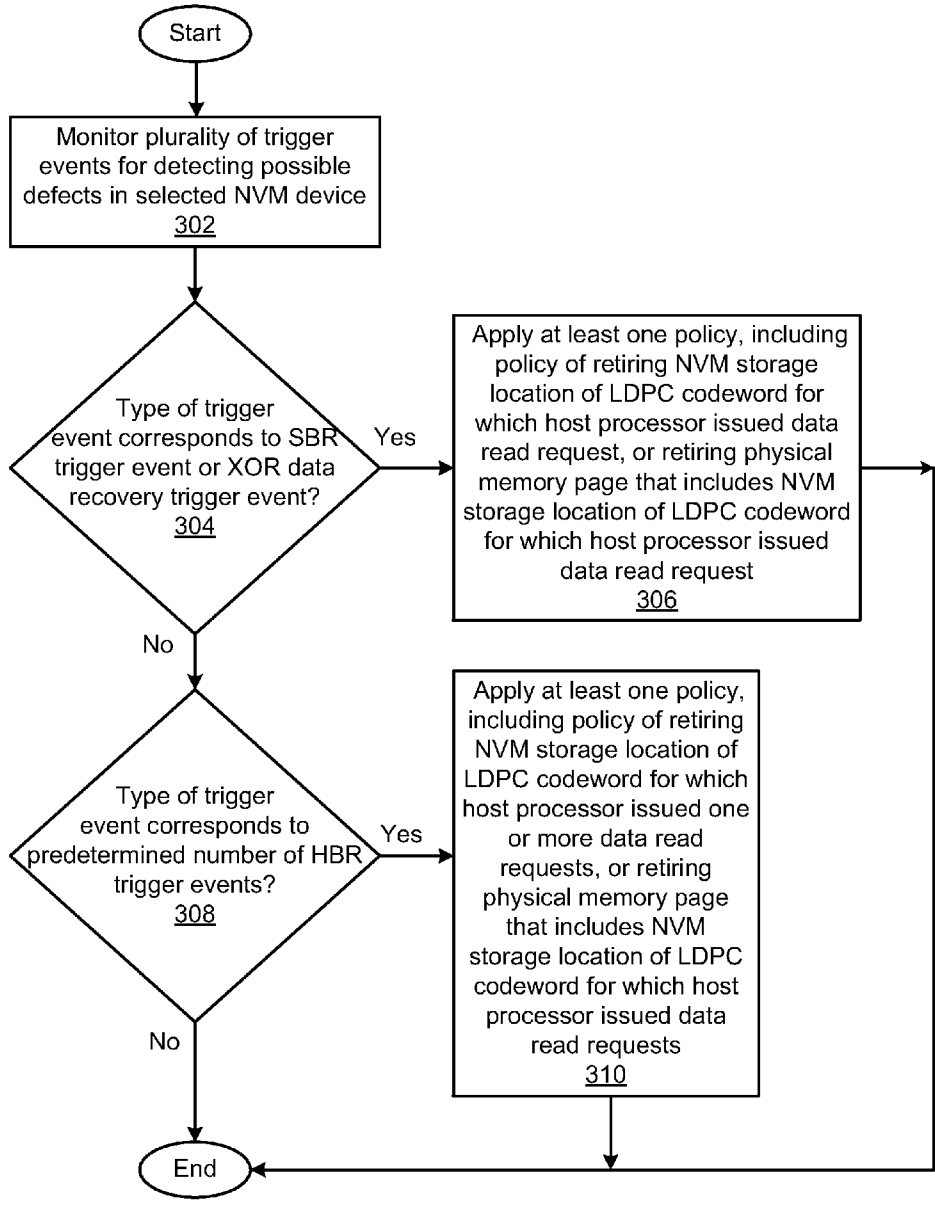 Start
Monitor plurality of trigger
events for detecting possible
defects in selected NVM device
302
Type of trigger
event corresponds to SBR
trigger event or XOR data
recovery trigger event?
304
Yes
Apply at least one policy, including
policy of retiring NVM storage
location of LDPC codeword for
which host processor issued data
read request, or retiring physical
memory page that includes NVM
storage location of LDPC codeword
for which host processor issued
data read request
306
No
Type of trigger
event corresponds to
predetermined number of HBR
trigger events?
308
Yes
Apply at least one policy,
including policy of retiring
NVM storage location of
LDPC codeword for which
host processor issued one
or more data read
requests, or retiring
physical memory page
that includes NVM
storage location of LDPC
codeword for which host
processor issued data
read requests
310
No
End